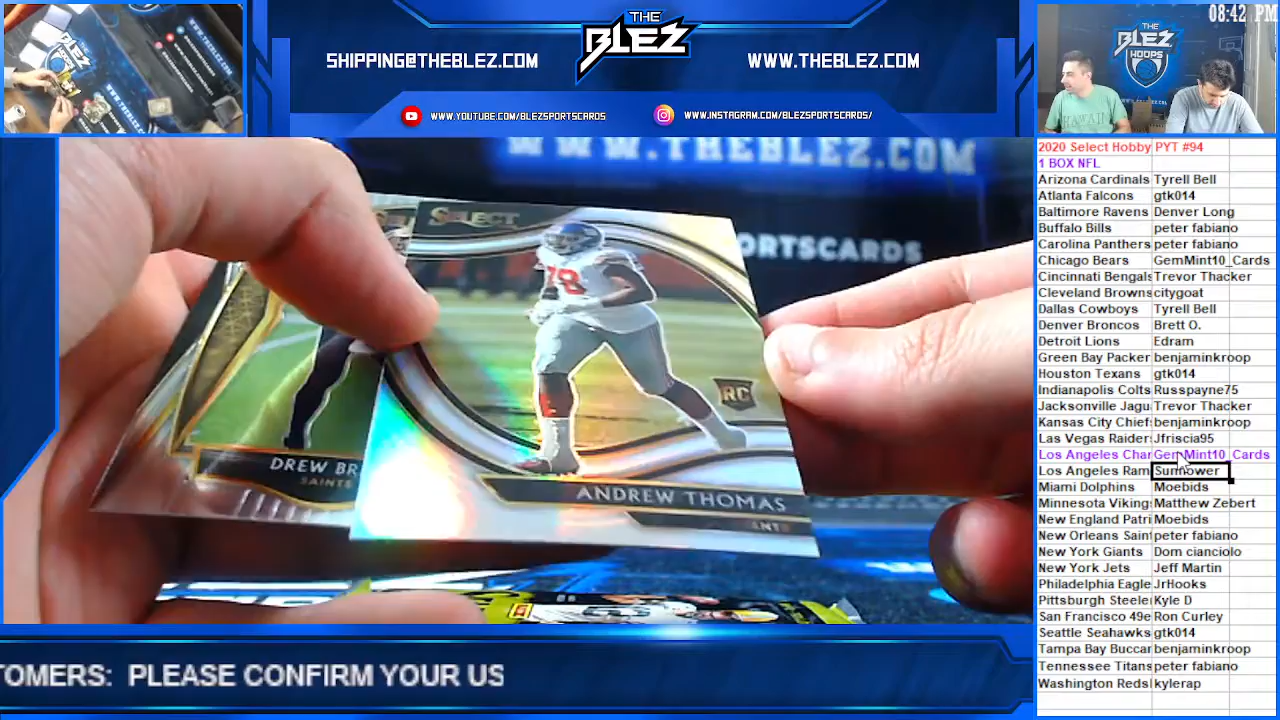 08:42 PM
THE
BLEZ
SHIPPING@THEBLEZ.COM
WWW.THEBLEZ.COM
WWW.YOUTUBE.COM/BLEZSPORTSCARDS
WWW.INSTAGRAM.COM/BLEZSPORTSCARDS/
THE
BLEZ
HOOPS
WWW.THEBLEZ.COM
SPORTSCARDS
SELECT
78
RC
ANDREW THOMAS
ANTS
DREW BR
SAINTS
2020 Select Hobby PYT #94
1 BOX NFL
Arizona Cardinals Tyrell Bell
Atlanta Falcons gtk014
Baltimore Ravens Denver Long
Buffalo Bills peter fabiano
Carolina Panthers peter fabiano
Chicago Bears GemMint10_Cards
Cincinnati Bengals Trevor Thacker
Cleveland Browns citygoat
Dallas Cowboys Tyrell Bell
Denver Broncos Brett O.
Detroit Lions Edram
Green Bay Packer benjaminkroop
Houston Texans gtk014
Indianapolis Colts Russpayne75
Jacksonville Jagu Trevor Thacker
Kansas City Chief benjaminkroop
Las Vegas Raider Jfriscia95
Los Angeles Char GemMint10_Cards
Los Angeles Ram Sunflower
Miami Dolphins Moebids
Minnesota Viking Matthew Zebert
New England Patri Moebids
New Orleans Saint peter fabiano
New York Giants Dom cianciolo
New York Jets Jeff Martin
Philadelphia Eagle JrHooks
Pittsburgh Steele Kyle D
San Francisco 49e Ron Curley
Seattle Seahawks gtk014
Tampa Bay Buccar benjaminkroop
Tennessee Titans peter fabiano
Washington Reds kylerap
TOMERS: PLEASE CONFIRM YOUR US